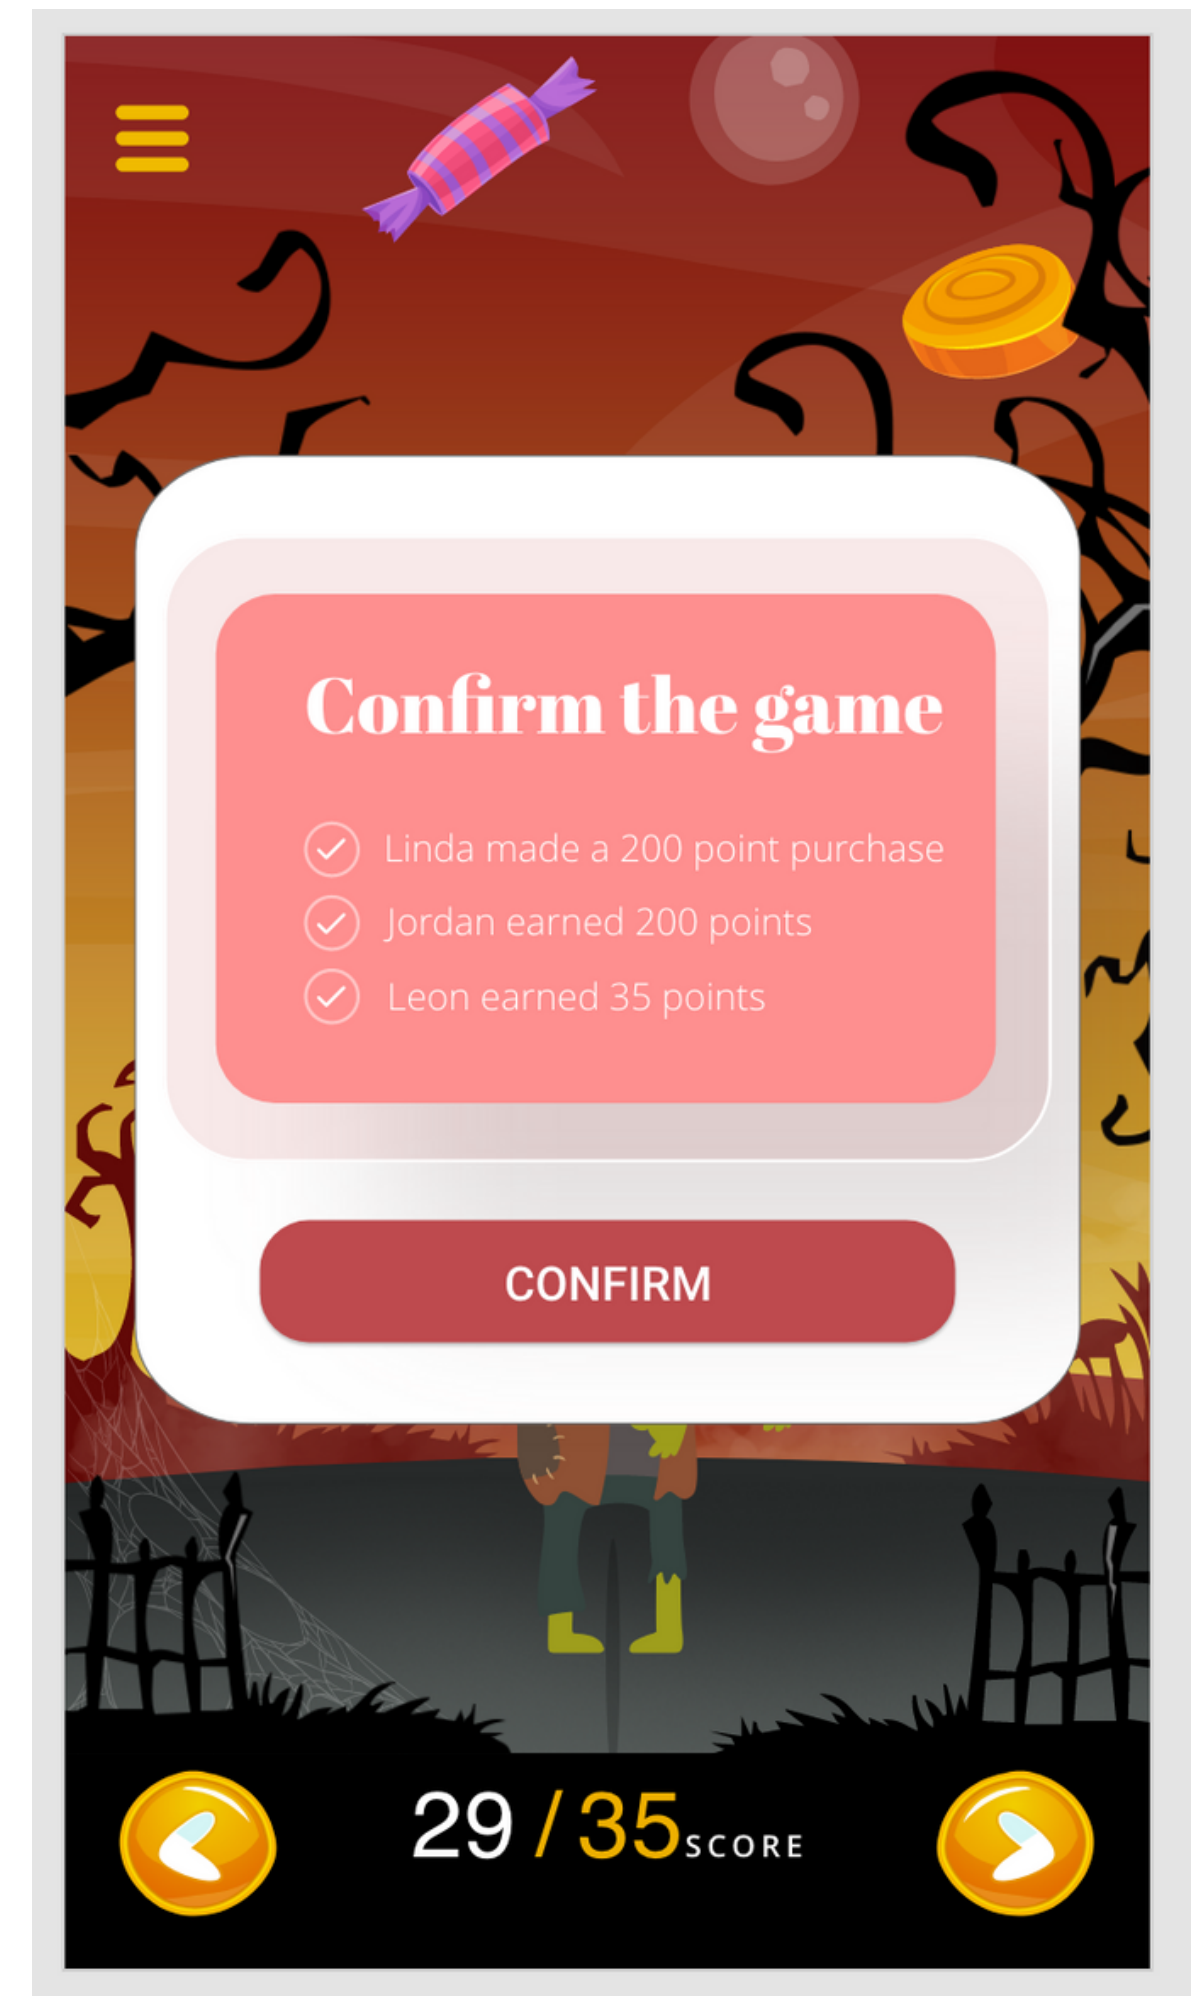 Confirm the game
Linda made a 200 point purchase
Jordan earned 200 points
Leon earned 35 points
CONFIRM
29 / 35 SCORE